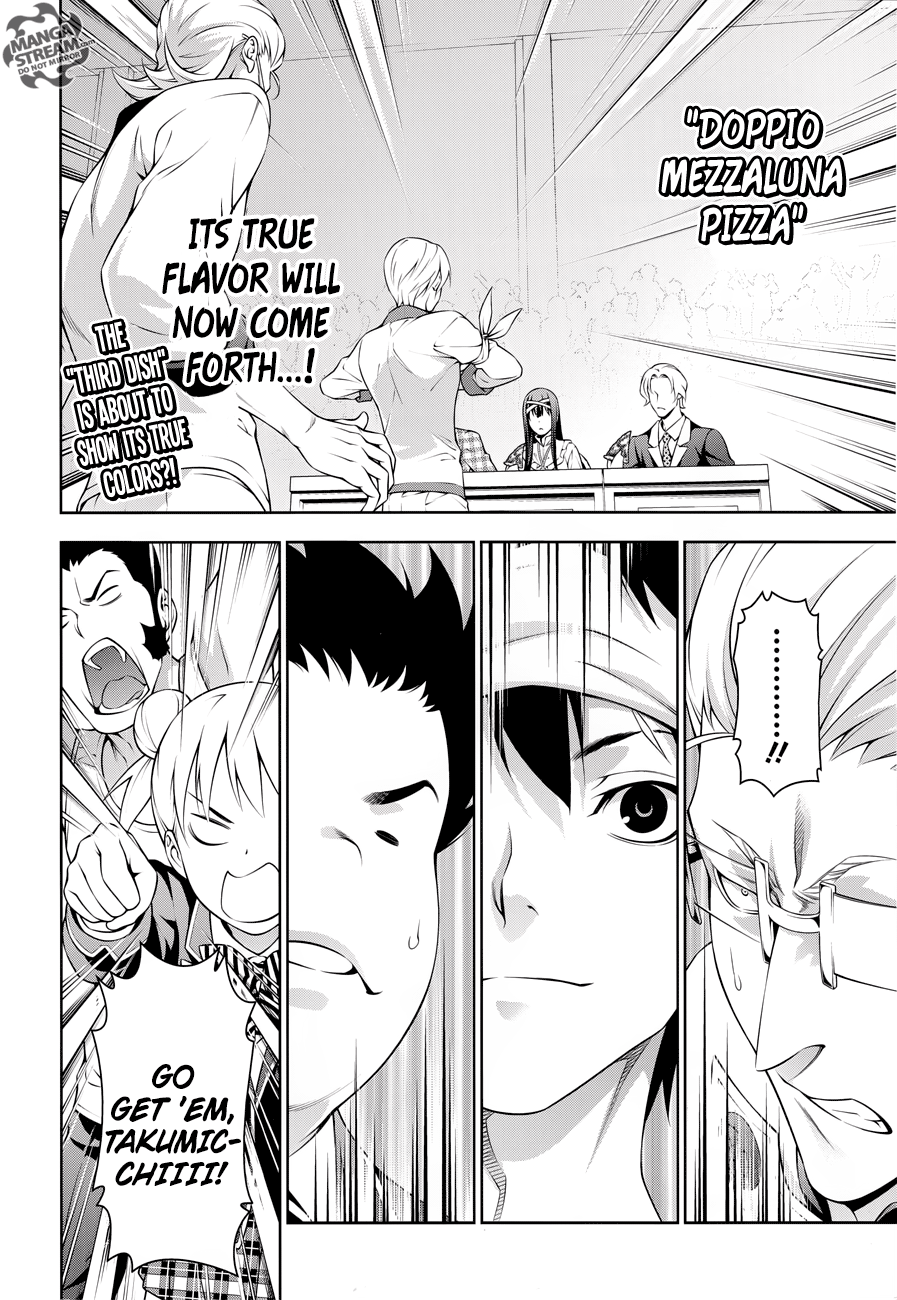 MANGA
STREAM.com
DO NOT MIRROR
"DOPPIO
MEZZALUNA
PIZZA"
ITS TRUE
FLAVOR WILL
NOW COME
FORTH...!
THE
"THIRD DISH"
IS ABOUT TO
SHOW ITS TRUE
COLORS?!
.........!!
GO
GET 'EM,
TAKUMIC-
CHIIII!